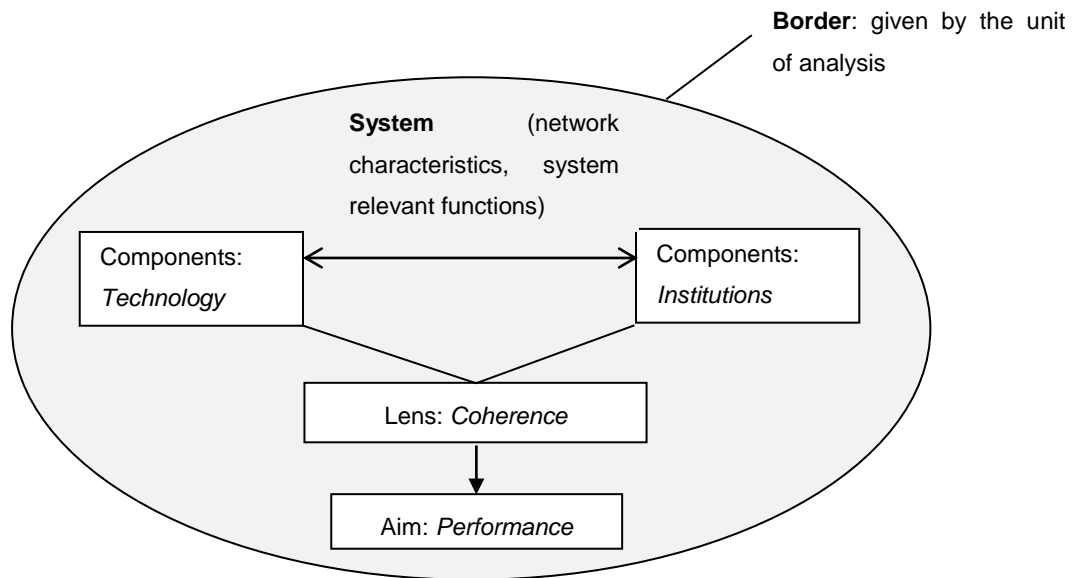 Border: given by the unit
of analysis
System (network
characteristics, system
relevant functions)
Components:
Technology
Components:
Institutions
Lens: Coherence
Aim: Performance